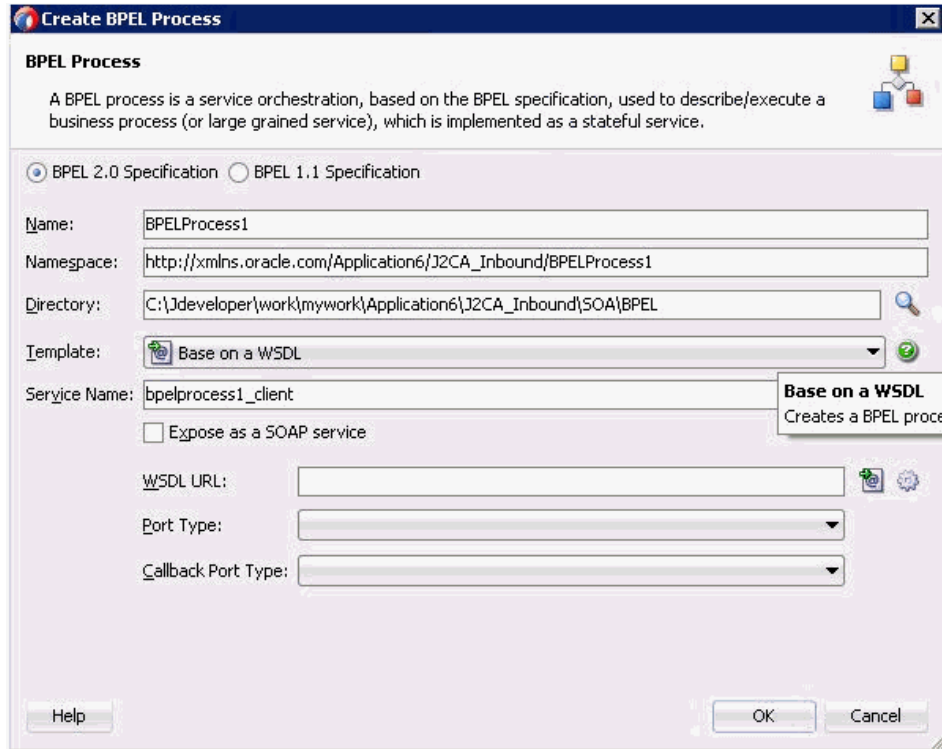 Create BPEL Process
BPEL Process
A BPEL process is a service orchestration, based on the BPEL specification, used to describe/execute a
business process (or large grained service), which is implemented as a stateful service.
BPEL 2.0 Specification BPEL 1.1 Specification
Name: BPELProcess1
Namespace: http://xmlns.oracle.com/Application6/J2CA_Inbound/BPELProcess1
Directory: C:\Jdeveloper\work\mywork\Application6\J2CA_Inbound\SOA\BPEL
Template: Base on a WSDL
Service Name: bpelprocess1_client
Base on a WSDL
Creates a BPEL proce
Expose as a SOAP service
WSDL URL:
Port Type:
Callback Port Type:
Help OK Cancel